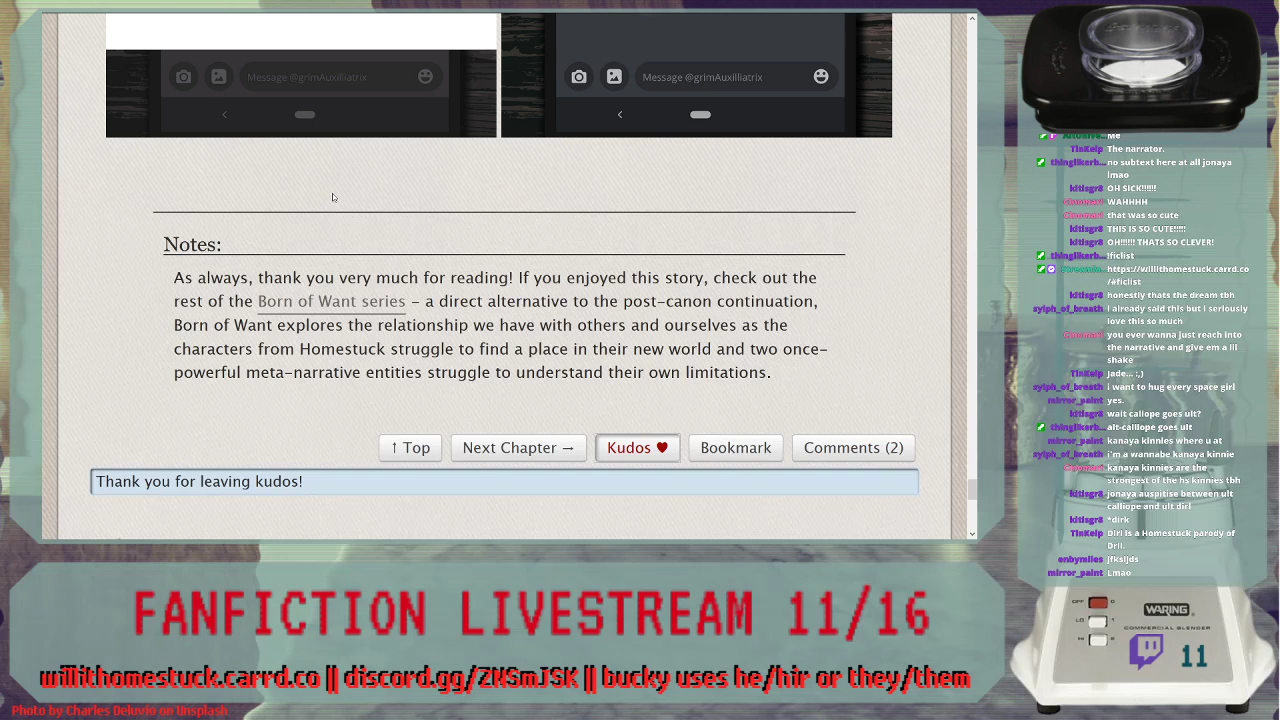 Message @grimAuxilliatrix
Message @grimAuxilliatrix
Notes:
As always, thank you very much for reading! If you enjoyed this story, check out the
rest of the Born of Want series – a direct alternative to the post-canon continuation,
Born of Want explores the relationship we have with others and ourselves as the
characters from Homestuck struggle to find a place in their new world and two once-
powerful meta-narrative entities struggle to understand their own limitations.
↑ Top
Next Chapter →
Kudos ♥
Bookmark
Comments (2)
Thank you for leaving kudos!
Me
TinKelp The narrator.
thinglikerb... no subtext here at all jonaya
lmao
kitisgr8 OH SICK!!!!!!
WAHHHH
that was so cute
kitisgr8 THIS IS SO CUTE!!!!!
kitisgr8 OH!!!!!! THATS SO CLEVER!
thinglikerb... !ficlist
https://willithomestuck.carrd.co
/#ficlist
kitisgr8 honestly thats the dream tbh
sylph_of_breath i already said this but i seriously
love this so much
you ever wanna just reach into
the narrative and give em a lil
shake
TinKelp Jade... ;,)
sylph_of_breath i want to hug every space girl
mirror_paint yes.
kitisgr8 wait caliope goes ult?
thinglikerb... alt-calliope goes ult
mirror_paint kanaya kinnies where u at
sylph_of_breath i'm a wannabe kanaya kinnie
kanaya kinnies are the
strongest of the hs kinnies tbh
kitisgr8 jonaya auspitise between ult
calliope and ult dirl
kitisgr8 *dirk
TinKelp Dirl is a Homestuck parody of
Dril.
enbymiles jfksljds
mirror_paint Lmao
OFF 0
LO I
HI II
WARING
COMMERCIAL BLENDER
11
FANFICTION LIVESTREAM 11/16
willithomestuck.carrd.co || discord.gg/ZNSmJSK || bucky uses he/hir or they/them
Photo by Charles Deluvio on Unsplash